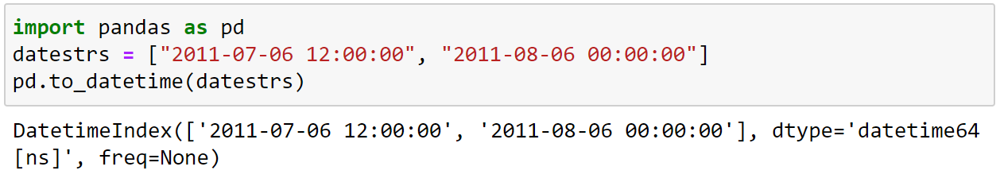 import pandas as pd
datestrs = ["2011-07-06 12:00:00", "2011-08-06 00:00:00"]
pd.to_datetime(datestrs)
DatetimeIndex(['2011-07-06 12:00:00', '2011-08-06 00:00:00'], dtype='datetime64
[ns]', freq=None)